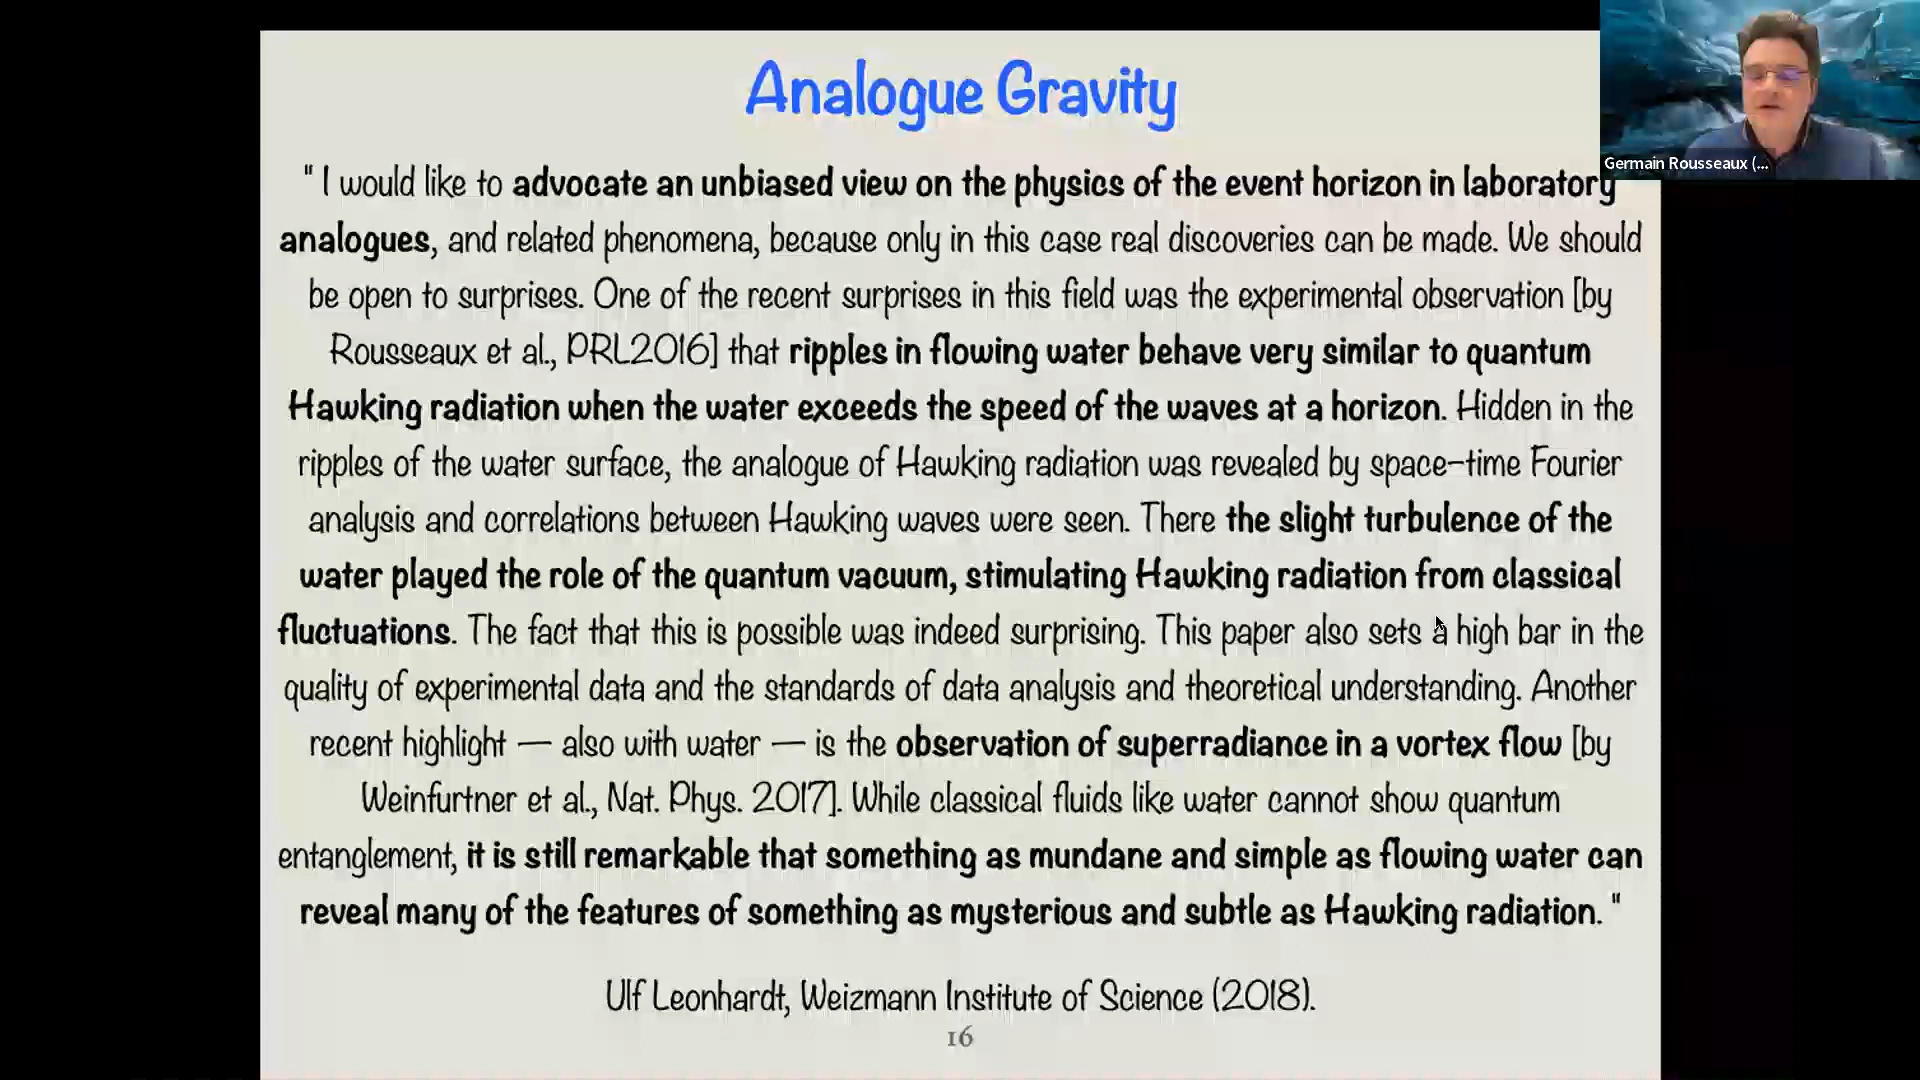 Analogue Gravity
" I would like to advocate an unbiased view on the physics of the event horizon in laboratory
analogues, and related phenomena, because only in this case real discoveries can be made. We should
be open to surprises. One of the recent surprises in this field was the experimental observation [by
Rousseaux et al., PRL2016] that ripples in flowing water behave very similar to quantum
Hawking radiation when the water exceeds the speed of the waves at a horizon. Hidden in the
ripples of the water surface, the analogue of Hawking radiation was revealed by space-time Fourier
analysis and correlations between Hawking waves were seen. There the slight turbulence of the
water played the role of the quantum vacuum, stimulating Hawking radiation from classical
fluctuations. The fact that this is possible was indeed surprising. This paper also sets a high bar in the
quality of experimental data and the standards of data analysis and theoretical understanding. Another
recent highlight — also with water — is the observation of superradiance in a vortex flow [by
Weinfurtner et al., Nat. Phys. 2017]. While classical fluids like water cannot show quantum
entanglement, it is still remarkable that something as mundane and simple as flowing water can
reveal many of the features of something as mysterious and subtle as Hawking radiation. "
Ulf Leonhardt, Weizmann Institute of Science (2018).
16
Germain Rousseaux (...